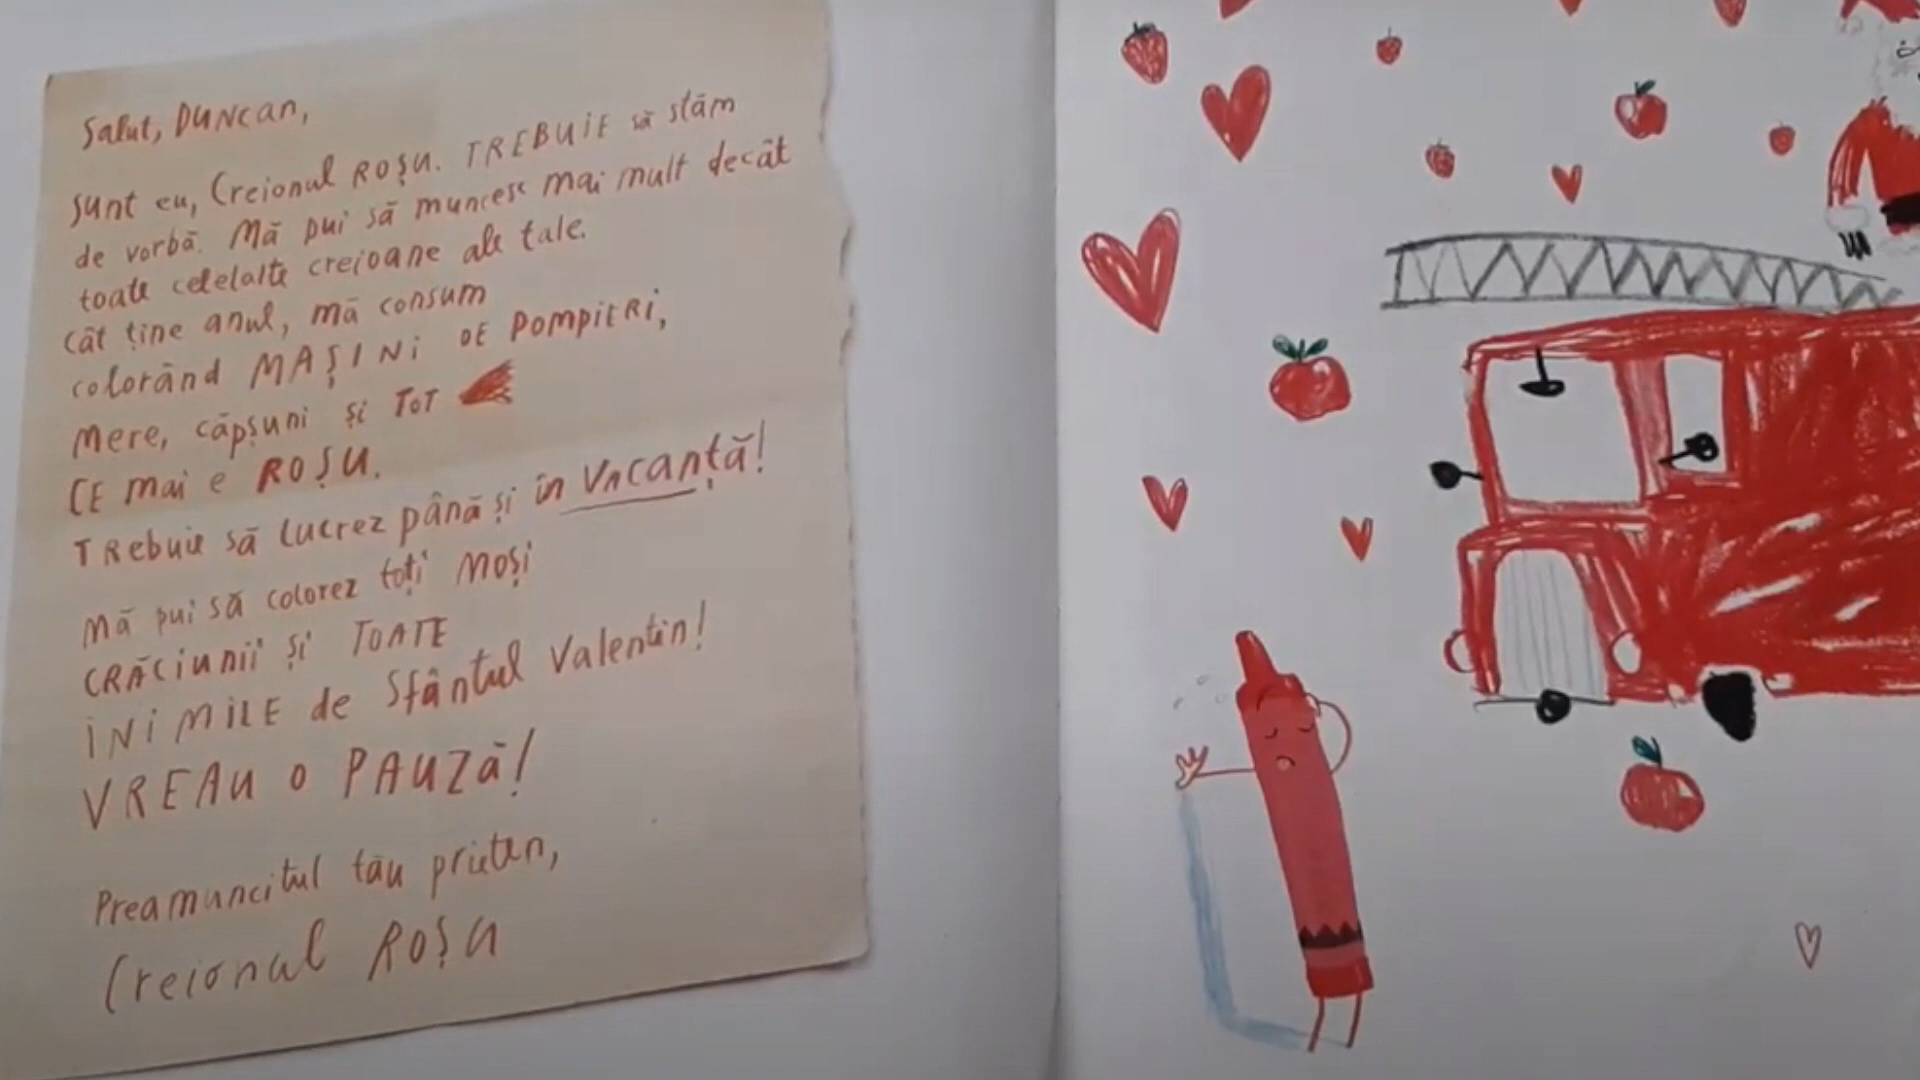 Salut, DUNCan,
Sunt eu, Creionul ROȘU. TREBUIE să stăm
de vorbă. Mă pui să muncesc mai mult decât
toate celelalte creioane ale tale.
Cât ține anul, mă consum
colorând MAȘINI DE POMPIERI,
Mere, căpșuni și TOT
CE mai e ROȘU.
TRebuie să lucrez până și în Vacanță!
Mă pui să colorez toți Moși
CRĂCiunii și TOATE
INIMILE de Sfântul Valentin!
VREAU o PAUZă!
Preamuncitul tău prieten,
Creionul ROȘU